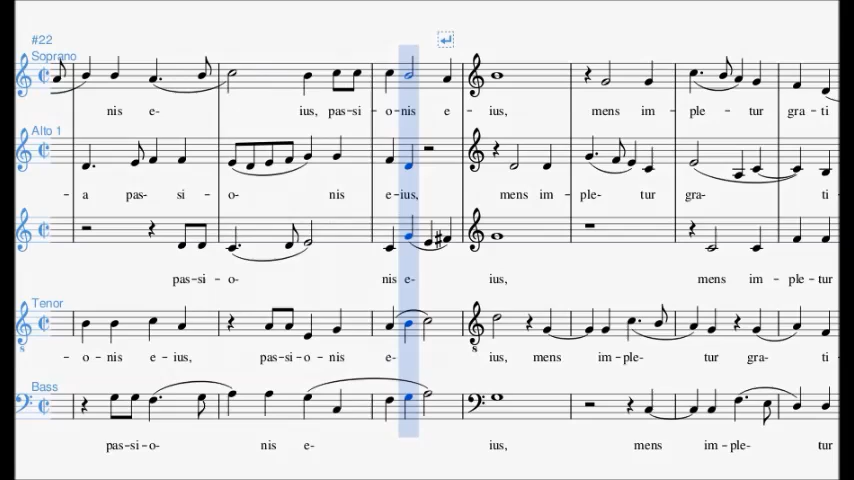 #22
Soprano
nis e- ius, pas-si-o-nis e-ius, mens im-ple-tur gra-ti
Alto 1
-a pas-si-o-nis e-ius, mens im-ple-tur gra-ti
pas-si-o-nis e-ius, mens im-ple-tur
Tenor
-o-nis e-ius, pas-si-o-nis e-ius, mens im-ple-tur gra-ti
8
8
Bass
pas-si-o-nis e-ius, mens im-ple-tur